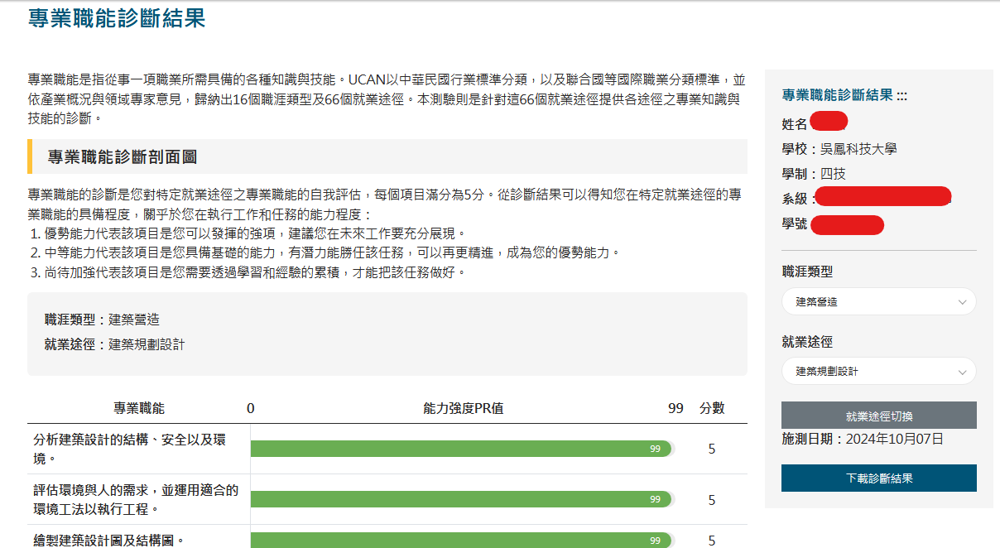 專業職能診斷結果
專業職能是指從事一項職業所需具備的各種知識與技能。UCAN以中華民國行業標準分類，以及聯合國等國際職業分類標準，並
依產業概況與領域專家意見，歸納出16個職涯類型及66個就業途徑。本測驗則是針對這66個就業途徑提供各途徑之專業知識與
技能的診斷。
專業職能診斷剖面圖
專業職能的診斷是您對特定就業途徑之專業職能的自我評估，每個項目滿分為5分。從診斷結果可以得知您在特定就業途徑的專
業職能的具備程度，關乎於您在執行工作和任務的能力程度：
1. 優勢能力代表該項目是您可以發揮的強項，建議您在未來工作要充分展現。
2. 中等能力代表該項目是您具備基礎的能力，有潛力能勝任該任務，可以再更精進，成為您的優勢能力。
3. 尚待加強代表該項目是您需要透過學習和經驗的累積，才能把該任務做好。
職涯類型：建築營造
就業途徑：建築規劃設計
專業職能 0 能力強度PR值 99 分數
分析建築設計的結構、安全以及環
境。
99 5
評估環境與人的需求，並運用適合的
環境工法以執行工程。
99 5
繪製建築設計圖及結構圖。 99 5
專業職能診斷結果 :::
姓名
學校：吳鳳科技大學
學制：四技
系級：
學號
職涯類型
建築營造
就業途徑
建築規劃設計
就業途徑切換
施測日期：2024年10月07日
下載診斷結果